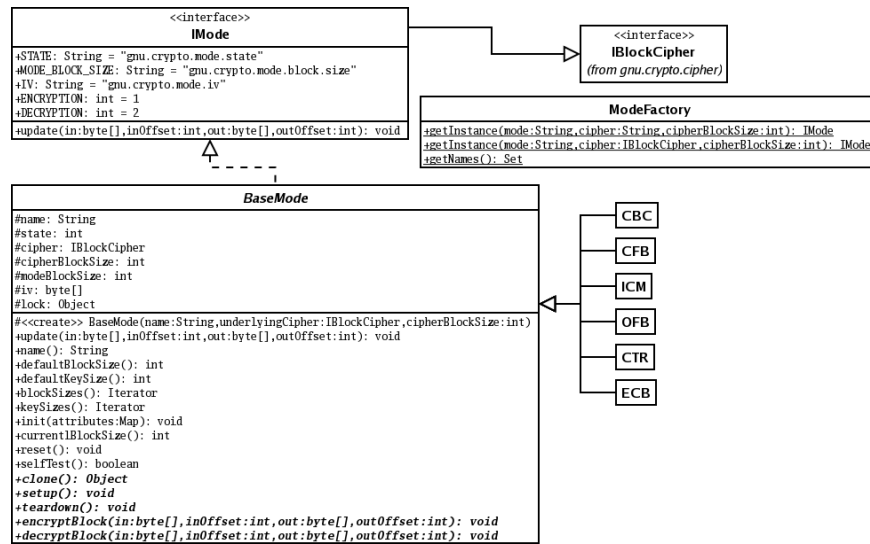 <<interface>>
IMode
+STATE: String = "gnu.crypto.mode.state"
+MODE_BLOCK_SIZE: String = "gnu.crypto.mode.block.size"
+IV: String = "gnu.crypto.mode.iv"
+ENCRYPTION: int = 1
+DECRYPTION: int = 2
+update(in:byte[],inOffset:int,out:byte[],outOffset:int): void
<<interface>>
IBlockCipher
(from gnu.crypto.cipher)
ModeFactory
+getInstance(mode:String,cipher:String,cipherBlockSize:int): IMode
+getInstance(mode:String,cipher:IBlockCipher,cipherBlockSize:int): IMode
+getNames(): Set
BaseMode
#name: String
#state: int
#cipher: IBlockCipher
#cipherBlockSize: int
#modeBlockSize: int
#iv: byte[]
#lock: Object
#<<create>> BaseMode(name:String,underlyingCipher:IBlockCipher,cipherBlockSize:int)
+update(in:byte[],inOffset:int,out:byte[],outOffset:int): void
+name(): String
+defaultBlockSize(): int
+defaultKeySize(): int
+blockSizes(): Iterator
+keySizes(): Iterator
+init(attributes:Map): void
+currentlBlockSize(): int
+reset(): void
+selfTest(): boolean
+clone(): Object
+setup(): void
+teardown(): void
+encryptBlock(in:byte[],inOffset:int,out:byte[],outOffset:int): void
+decryptBlock(in:byte[],inOffset:int,out:byte[],outOffset:int): void
CBC
CFB
ICM
OFB
CTR
ECB